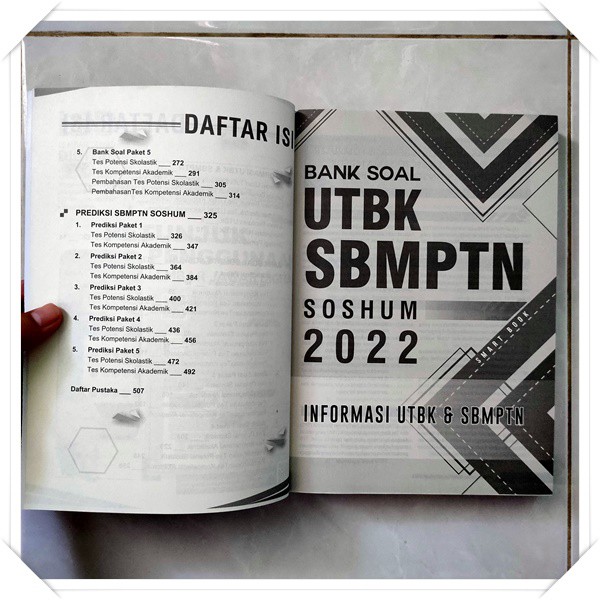 DAFTAR ISI
5. Bank Soal Paket 5
Tes Potensi Skolastik ___ 272
Tes Kompetensi Akademik ___ 291
Pembahasan Tes Potensi Skolastik ___ 305
PembahasanTes Kompetensi Akademik ___ 314
PREDIKSI SBMPTN SOSHUM ___ 325
1. Prediksi Paket 1
Tes Potensi Skolastik ___ 326
Tes Kompetensi Akademik ___ 347
2. Prediksi Paket 2
Tes Potensi Skolastik ___ 364
Tes Kompetensi Akademik ___ 384
3. Prediksi Paket 3
Tes Potensi Skolastik ___ 400
Tes Kompetensi Akademik ___ 421
4. Prediksi Paket 4
Tes Potensi Skolastik ___ 436
Tes Kompetensi Akademik ___ 456
5. Prediksi Paket 5
Tes Potensi Skolastik ___ 472
Tes Kompetensi Akademik ___ 492
Daftar Pustaka ___ 507
BANK SOAL
UTBK
SBMPTN
SOSHUM
2022
SMART BOOK
INFORMASI UTBK & SBMPTN